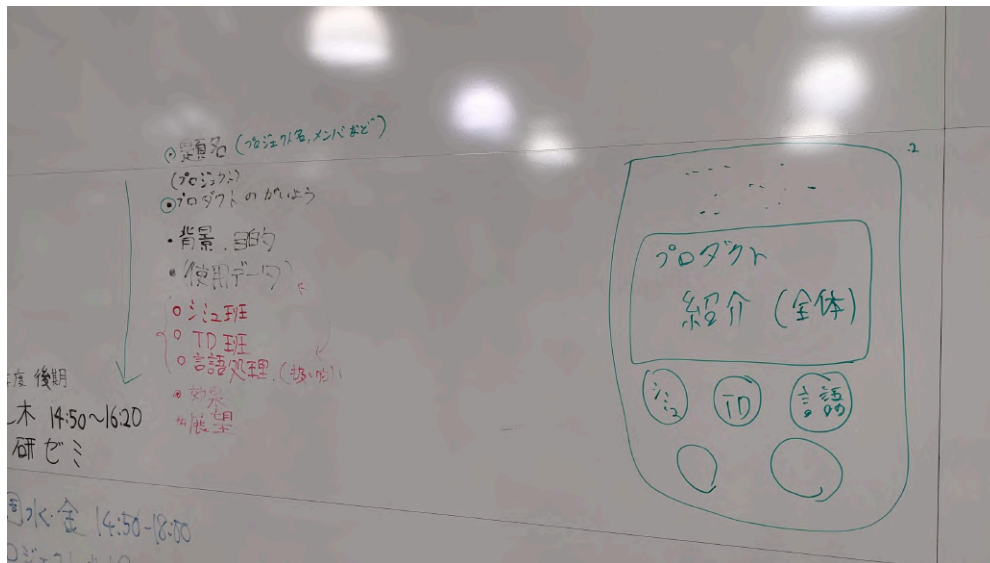 題名 (プロジェクト名,メンバなど)
(プロジェクト)
プロダクトのがいよう
・背景.目的
・(使用データ)
○シミュ班
○TD班
○言語処理.
効果
展望
後期
木 14:50~16:20
研ゼミ
水・金 14:50-18:00
プロダクト
紹介 (全体)
シミュ
TD
言語